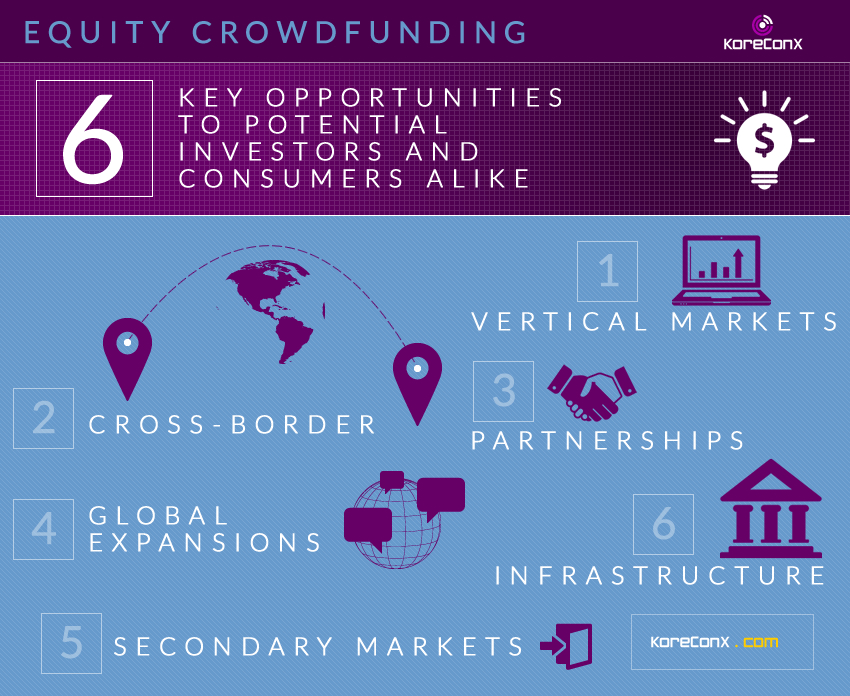 EQUITY CROWDFUNDING
KoreConX
6
KEY OPPORTUNITIES
TO POTENTIAL
INVESTORS AND
CONSUMERS ALIKE
$
1
VERTICAL MARKETS
2
CROSS-BORDER
3
PARTNERSHIPS
4
GLOBAL
EXPANSIONS
6
INFRASTRUCTURE
5
SECONDARY MARKETS
KoreConX.com